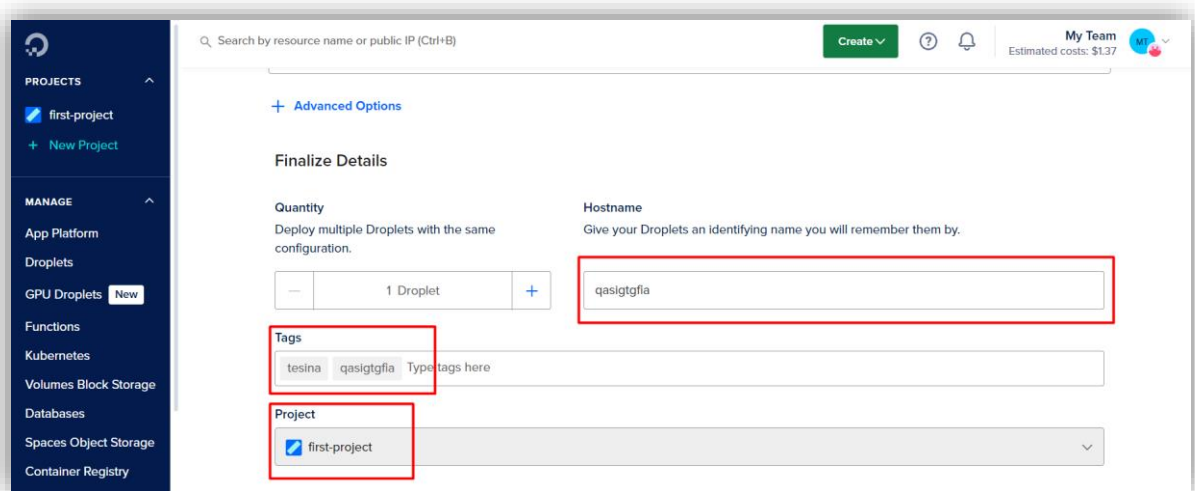 Search by resource name or public IP (Ctrl+B)
Create
My Team
Estimated costs: $1.37
MT
PROJECTS
first-project
+ New Project
MANAGE
App Platform
Droplets
GPU Droplets New
Functions
Kubernetes
Volumes Block Storage
Databases
Spaces Object Storage
Container Registry
+ Advanced Options
Finalize Details
Quantity
Deploy multiple Droplets with the same
configuration.
1 Droplet
Hostname
Give your Droplets an identifying name you will remember them by.
qasigtgfia
Tags
tesina qasigtgfia Type tags here
Project
first-project